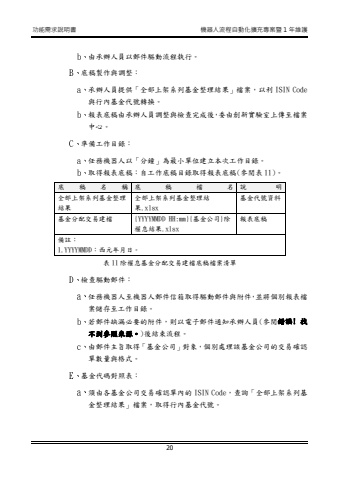 功能需求說明書 機器人流程自動化擴充專案暨 1 年維護
b、由承辦人員以郵件驅動流程執行。
B、底稿製作與調整：
a、承辦人員提供「全部上架系列基金整理結果」檔案，以利 ISIN Code
與行內基金代號轉換。
b、報表底稿由承辦人員調整與檢查完成後，委由創新實驗室上傳至檔案
中心。
C、準備工作目錄：
a、任務機器人以「分鐘」為最小單位建立本次工作目錄。
b、取得報表底稿：自工作底稿目錄取得報表底稿(參閱表 11)。
底稿名稱 底稿檔名 說明
全部上架系列基金整理 全部上架系列基金整理結 基金代號資料
結果 果.xlsx
基金分配交易建檔 [YYYYMMDD HH:mm][基金公司]除 報表底稿
權息結果.xlsx
備註：
1.YYYYMMDD：西元年月日。
表 11 除權息基金分配交易建檔底稿檔案清單
D、檢查驅動郵件：
a、任務機器人至機器人郵件信箱取得驅動郵件與附件，並將個別報表檔
案儲存至工作目錄。
b、若郵件缺漏必要的附件，則以電子郵件通知承辦人員(參閱錯誤! 找
不到參照來源。)後結束流程。
c、由郵件主旨取得「基金公司」對象，個別處理該基金公司的交易確認
單數量與格式。
E、基金代碼對照表：
a、須由各基金公司交易確認單內的 ISIN Code，查詢「全部上架系列基
金整理結果」檔案，取得行內基金代號。
20